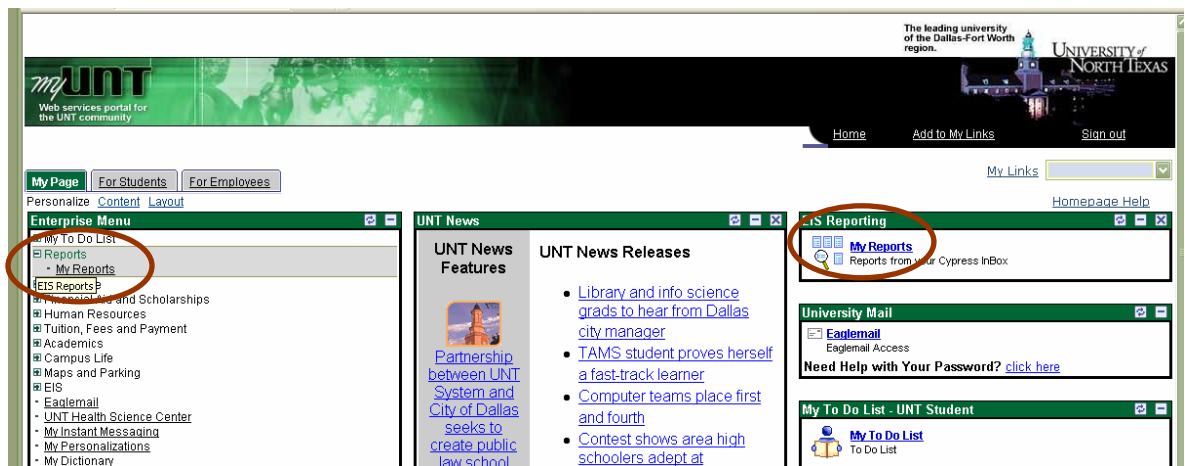 The leading university
of the Dallas-Fort Worth
region.
UNIVERSITY of
NORTH TEXAS
myUNT
Web services portal for
the UNT community
Home Add to My Links Sign out
My Links
My Page For Students For Employees
Personalize Content Layout
Homepage Help
Enterprise Menu
My To Do List
Reports
My Reports
EIS Reports
Financial Aid and Scholarships
Human Resources
Tuition, Fees and Payment
Academics
Campus Life
Maps and Parking
EIS
Eaglemail
UNT Health Science Center
My Instant Messaging
My Personalizations
My Dictionary
UNT News
UNT News
Features
Partnership
between UNT
System and
City of Dallas
seeks to
create public
law school
UNT News Releases
Library and info science
grads to hear from Dallas
city manager
TAMS student proves herself
a fast-track learner
Computer teams place first
and fourth
Contest shows area high
schoolers adept at
EIS Reporting
My Reports
Reports from your Cypress InBox
University Mail
Eaglemail
Eaglemail Access
Need Help with Your Password? click here
My To Do List - UNT Student
My To Do List
To Do List